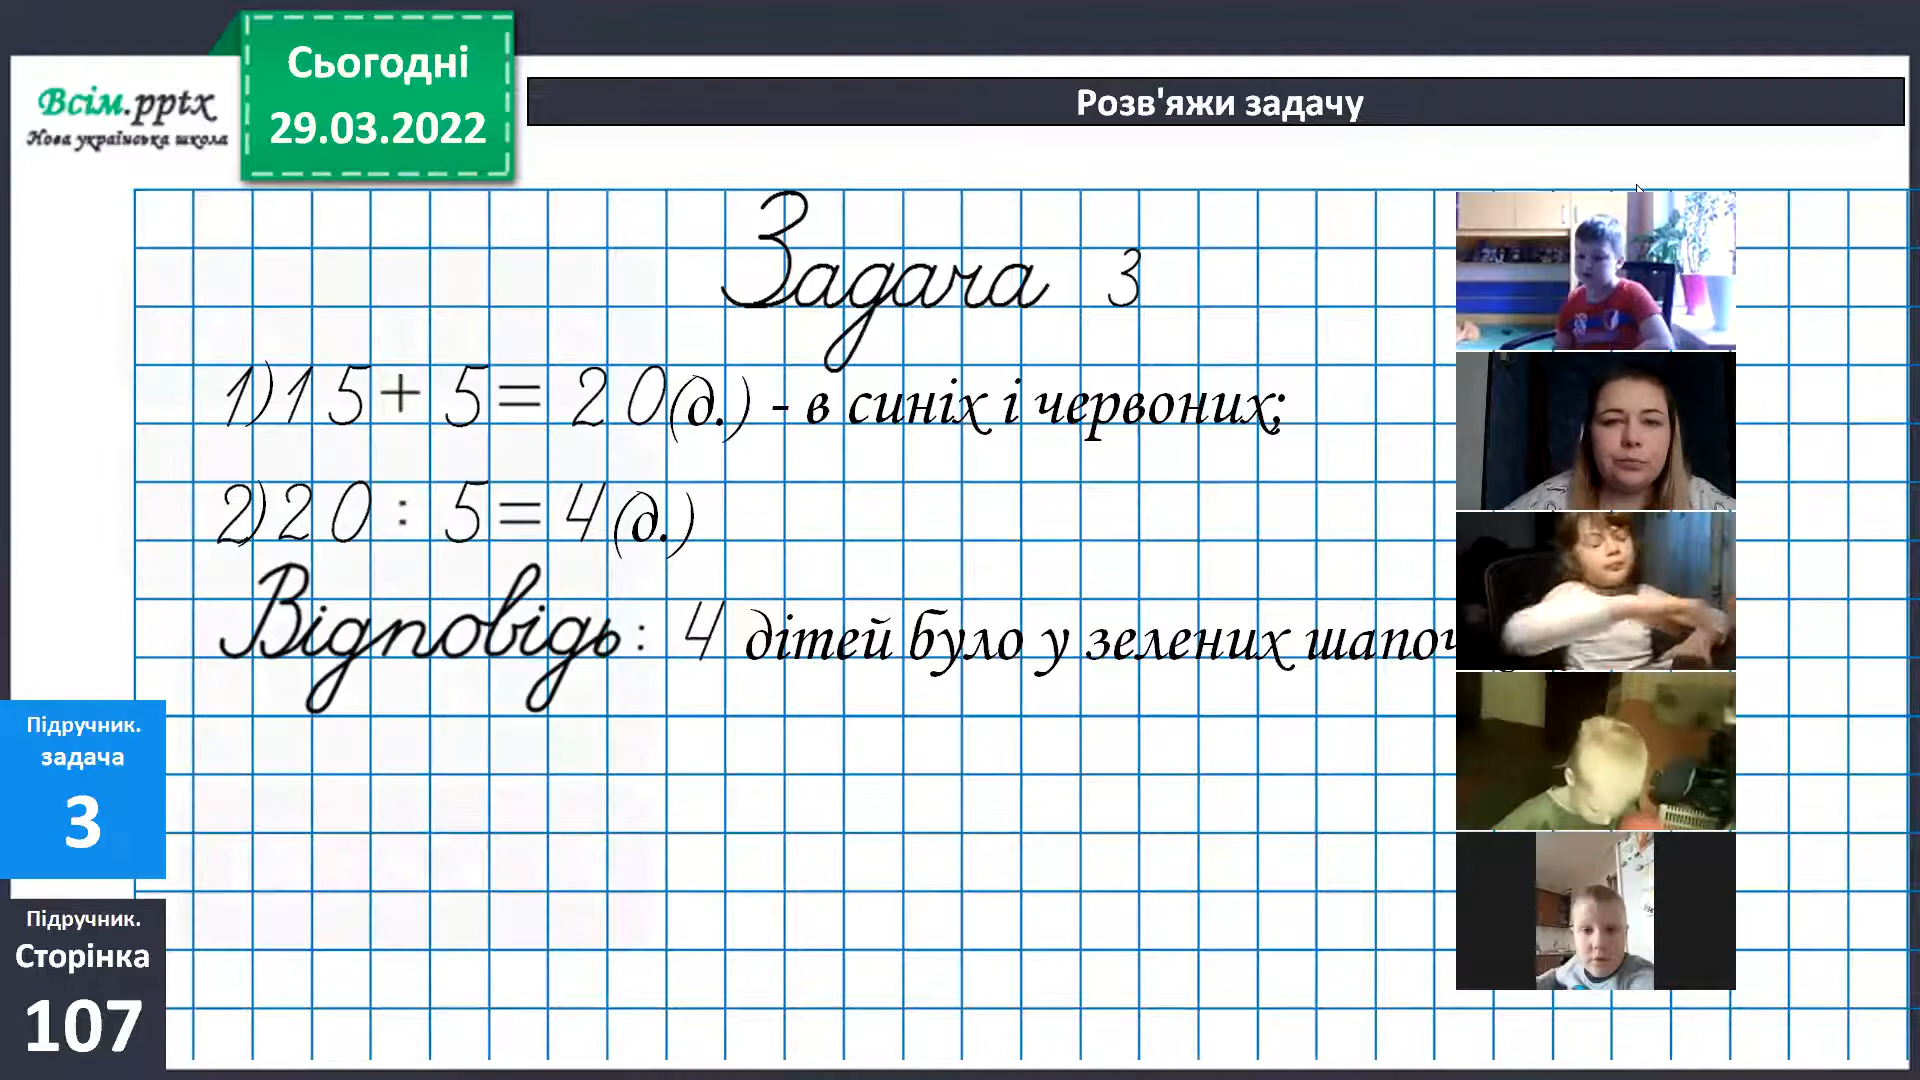 Всім.pptx
Нова українська школа
Сьогодні
29.03.2022
Розв'яжи задачу
Задача 3
1)15+ 5= 20(д.) - в синіх і червоних;
2)20 : 5=4(д.)
Відповідь: 4 дітей було у зелених
Підручник.
задача
3
Підручник.
Сторінка
107